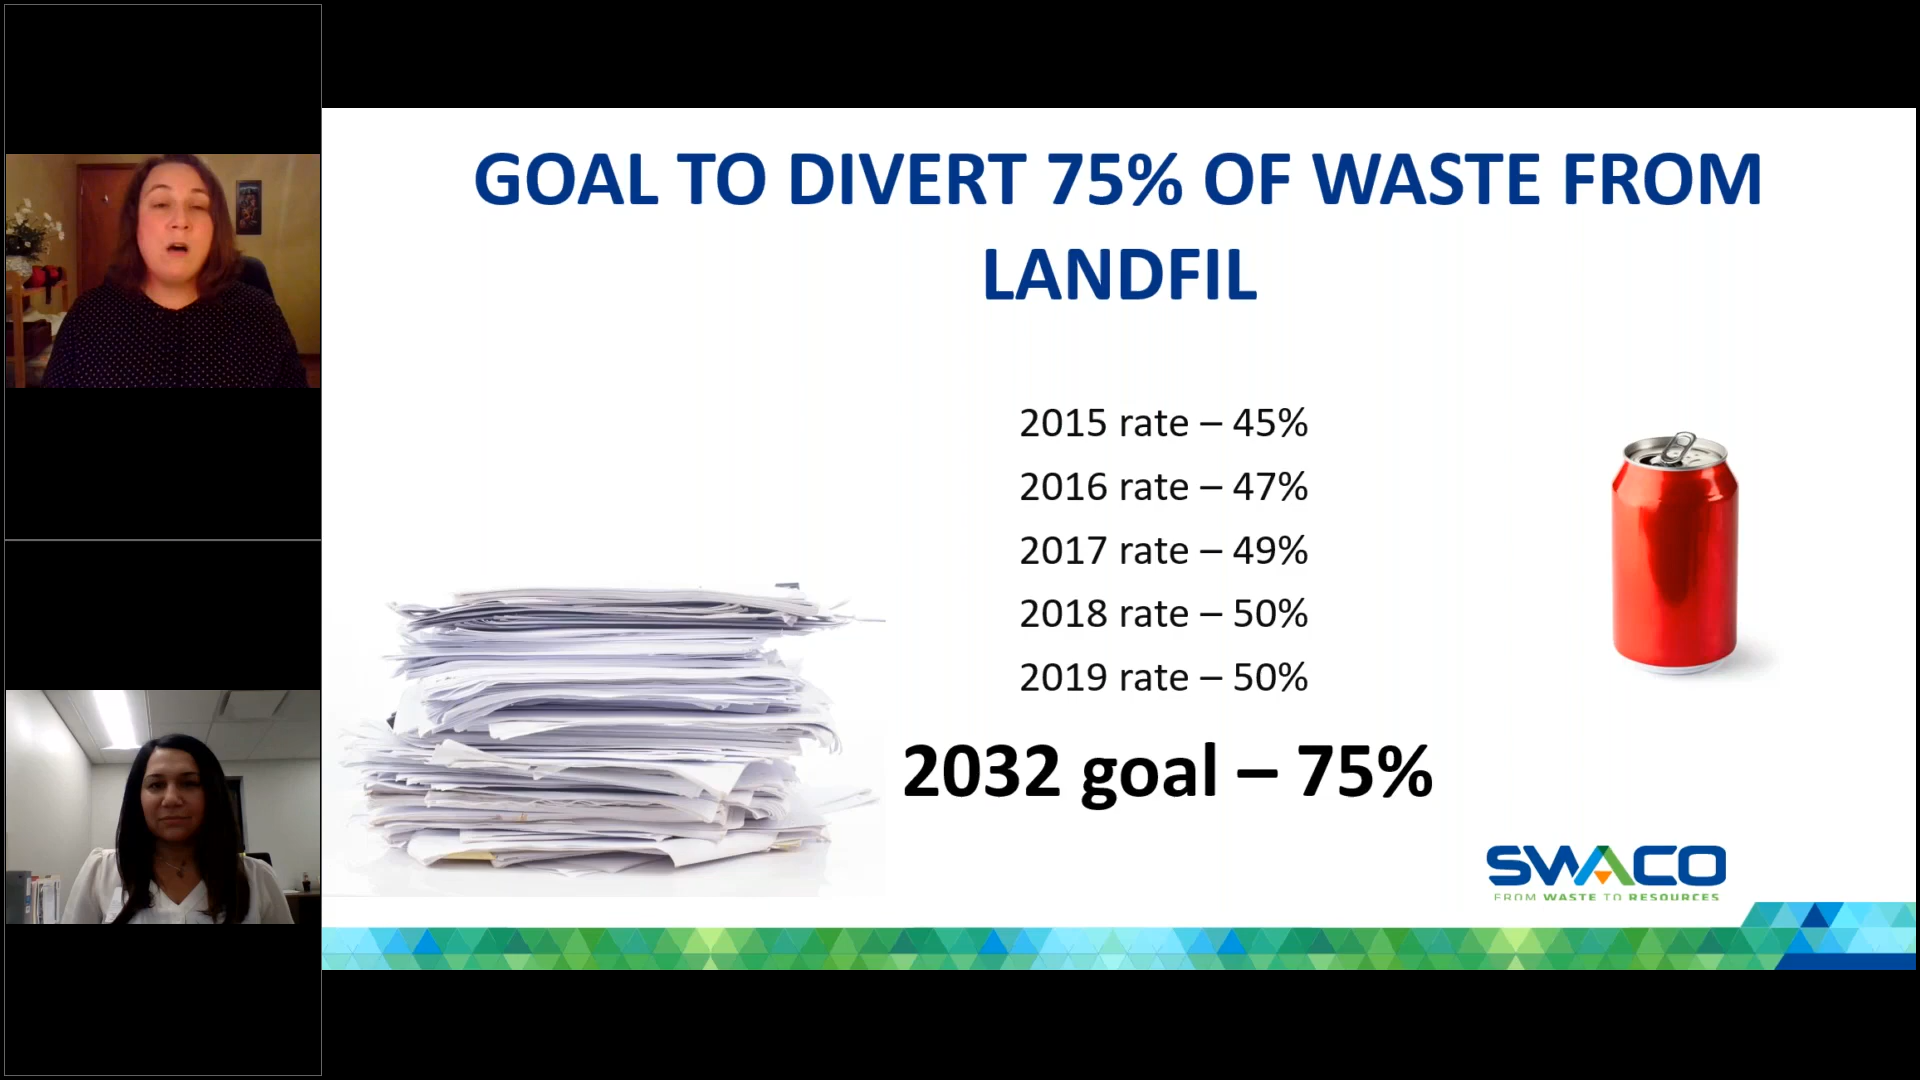 GOAL TO DIVERT 75% OF WASTE FROM
LANDFIL
2015 rate – 45%
2016 rate – 47%
2017 rate – 49%
2018 rate – 50%
2019 rate – 50%
2032 goal – 75%
SWACO
FROM WASTE TO RESOURCES